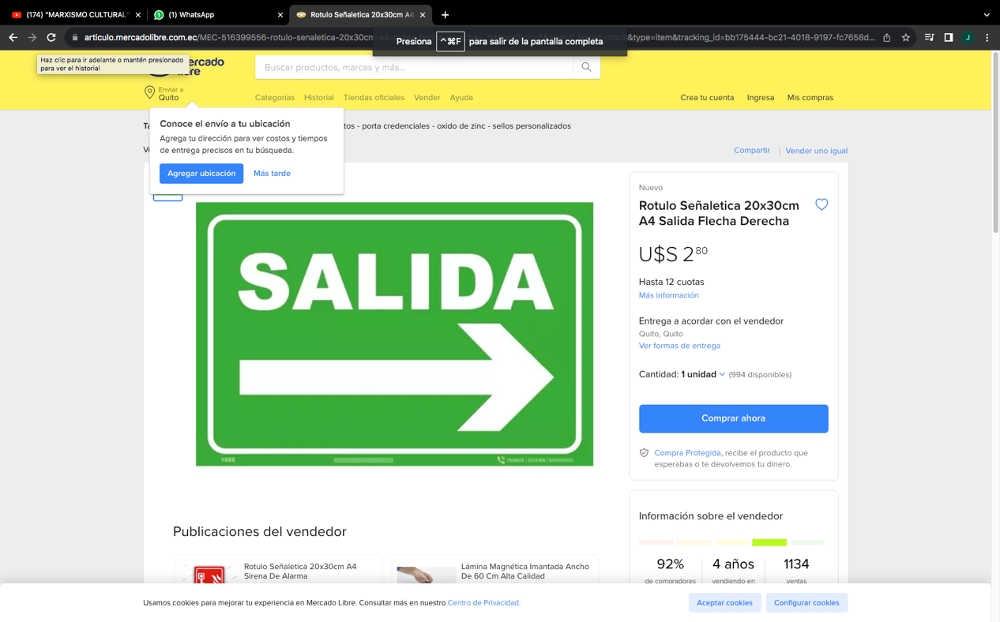 (174) "MARXISMO CULTURAL"
(1) WhatsApp
Rotulo Señaletica 20x30cm A4
articulo.mercadolibre.com.ec/MEC-516399556-rotulo-senaletica-20x30cm
stack&type=item&tracking_id=bb175444-bc21-4018-9197-fc7658d...
J
Presiona ^⌘F para salir de la pantalla completa
Haz clic para ir adelante o mantén presionado
para ver el historial
ercado
libre
Buscar productos, marcas y más...
Enviar a
Quito
Categorías Historial Tiendas oficiales Vender Ayuda
Crea tu cuenta Ingresa Mis compras
tos - porta credenciales - oxido de zinc - sellos personalizados
Conoce el envío a tu ubicación
Agrega tu dirección para ver costos y tiempos
de entrega precisos en tu búsqueda.
Agregar ubicación Más tarde
Compartir | Vender uno igual
SALIDA
1555
Nuevo
Rotulo Señaletica 20x30cm
A4 Salida Flecha Derecha
U$S 2 80
Hasta 12 cuotas
Más información
Entrega a acordar con el vendedor
Quito, Quito
Ver formas de entrega
Cantidad: 1 unidad (994 disponibles)
Comprar ahora
Compra Protegida, recibe el producto que
esperabas o te devolvemos tu dinero.
Información sobre el vendedor
92% 4 años 1134
de compradores vendiendo en ventas
Publicaciones del vendedor
Rotulo Señaletica 20x30cm A4
Sirena De Alarma
Lámina Magnética Imantada Ancho
De 60 Cm Alta Calidad
Usamos cookies para mejorar tu experiencia en Mercado Libre. Consultar más en nuestro Centro de Privacidad.
Aceptar cookies Configurar cookies